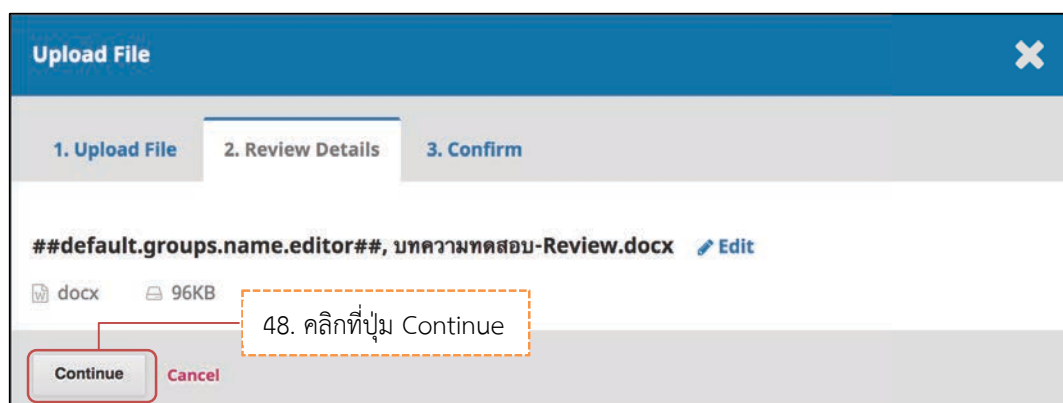 Upload File
1. Upload File 2. Review Details 3. Confirm
##default.groups.name.editor##, บทความทดสอบ-Review.docx Edit
docx 96KB
48. คลิกที่ปุ่ม Continue
Continue Cancel